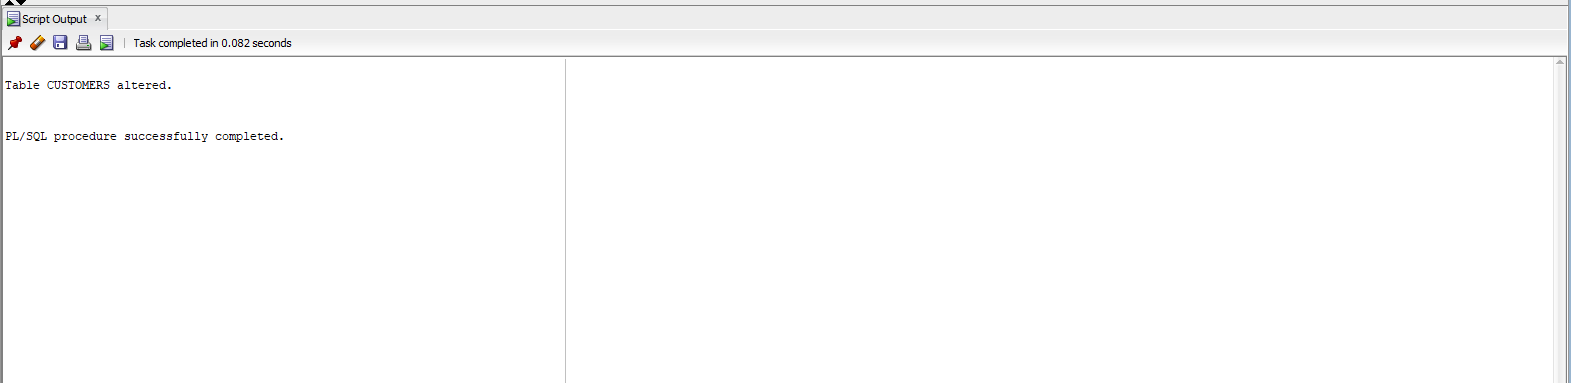 Script Output x
Task completed in 0.082 seconds
Table CUSTOMERS altered.
PL/SQL procedure successfully completed.